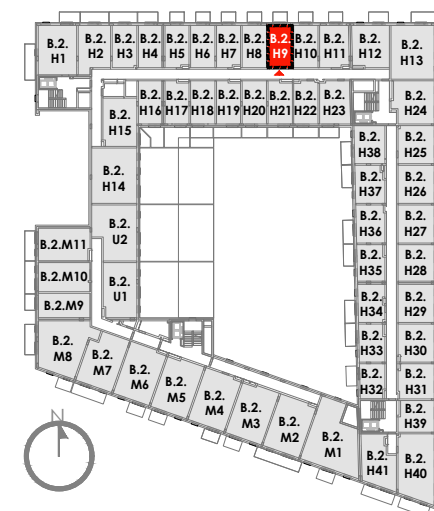 B.2.
H1
B.2.
H2
B.2.
H3
B.2.
H4
B.2.
H5
B.2.
H6
B.2.
H7
B.2.
H8
B.2.
H9
B.2.
H10
B.2.
H11
B.2.
H12
B.2.
H13
B.2.
H16
B.2.
H17
B.2.
H18
B.2.
H19
B.2.
H20
B.2.
H21
B.2.
H22
B.2.
H23
B.2.
H24
B.2.
H15
B.2.
H38
B.2.
H25
B.2.
H14
B.2.
H37
B.2.
H26
B.2.
U2
B.2.
H36
B.2.
H27
B.2.M11
B.2.
H35
B.2.
H28
B.2.M10
B.2.
U1
B.2.
H34
B.2.
H29
B.2.M9
B.2.
M8
B.2.
M7
B.2.
M6
B.2.
M5
B.2.
M4
B.2.
M3
B.2.
M2
B.2.
M1
B.2.
H33
B.2.
H30
B.2.
H32
B.2.
H31
B.2.
H39
B.2.
H41
B.2.
H40
N